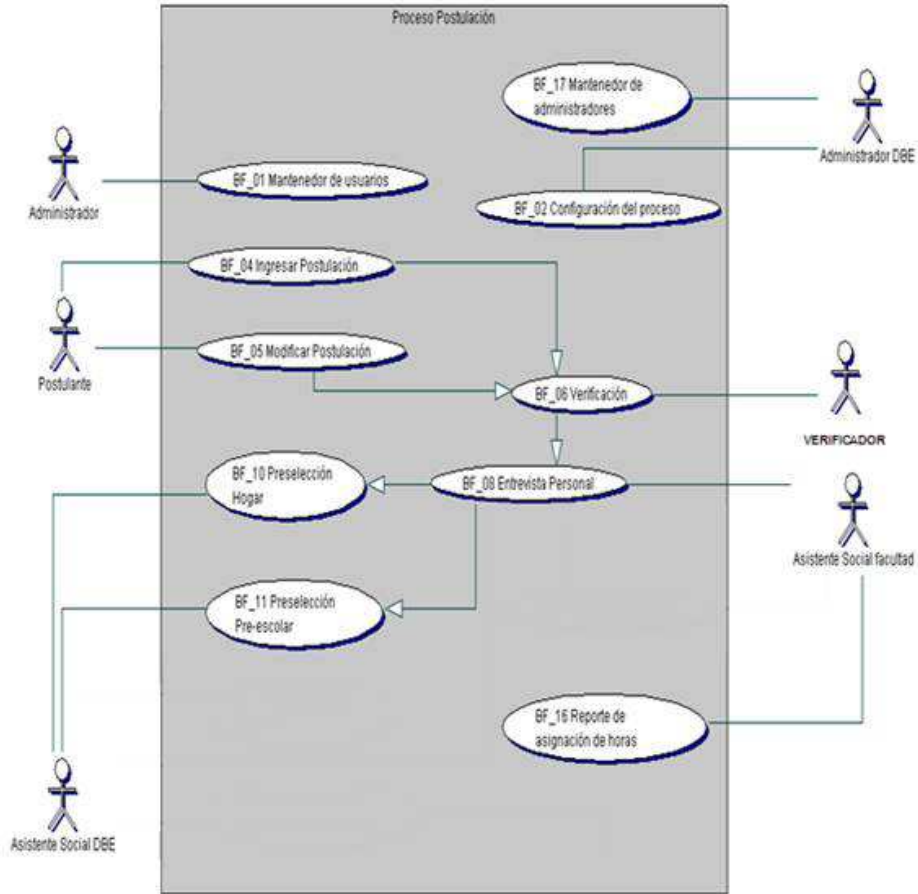 Proceso Postulación
BF_17 Mantenedor de
administradores
Administrador DBE
BF_01 Mantenedor de usuarios
Administrador
BF_02 Configuración del proceso
BF_04 Ingresar Postulación
Postulante
BF_05 Modificar Postulación
BF_06 Verificación
VERIFICADOR
BF_10 Preselección
Hogar
BF_08 Entrevista Personal
Asistente Social facultad
BF_11 Preselección
Pre-escolar
BF_16 Reporte de
asignación de horas
Asistente Social DBE